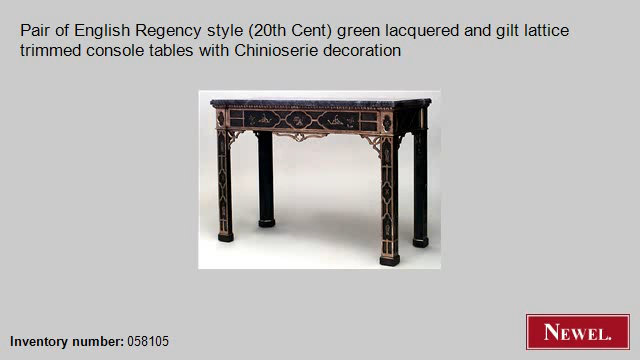 Pair of English Regency style (20th Cent) green lacquered and gilt lattice
trimmed console tables with Chinioserie decoration
Inventory number: 058105
NEWEL.